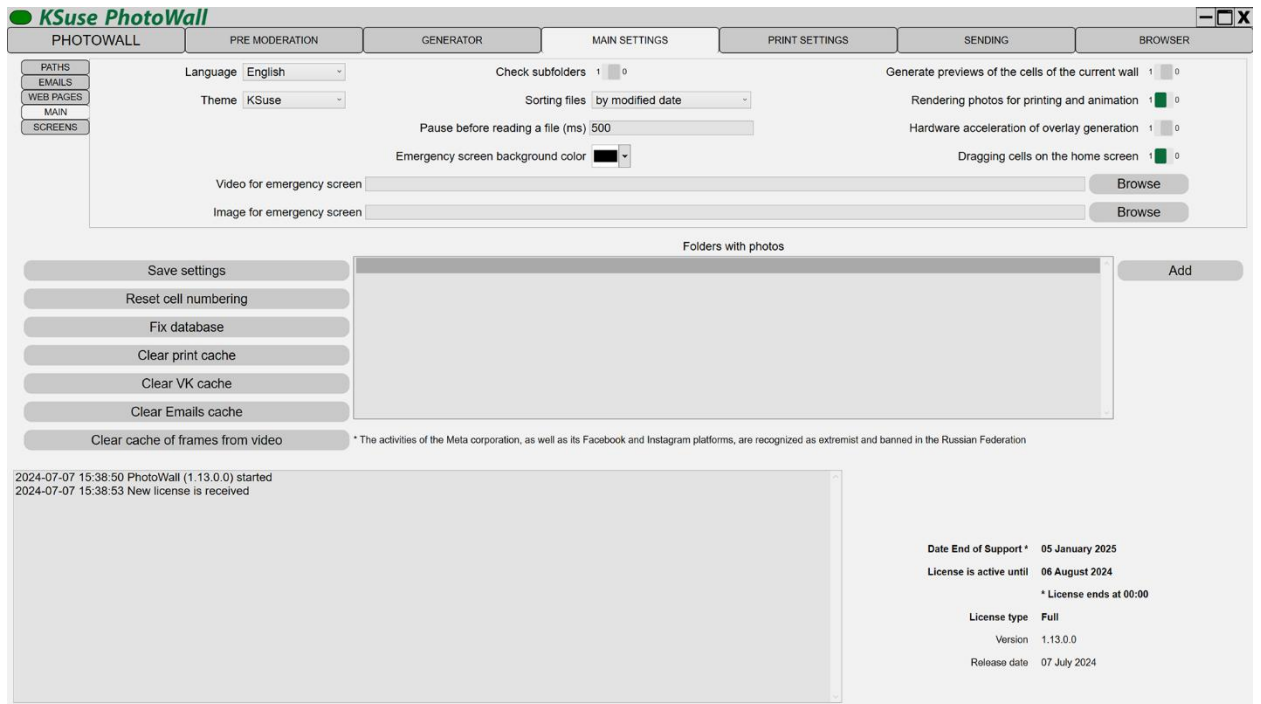 KSuse PhotoWall
PHOTOWALL PRE MODERATION GENERATOR MAIN SETTINGS PRINT SETTINGS SENDING BROWSER
PATHS
EMAILS
WEB PAGES
MAIN
SCREENS
Language English
Theme KSuse
Check subfolders 1 0
Sorting files by modified date
Pause before reading a file (ms) 500
Emergency screen background color
Generate previews of the cells of the current wall 1 0
Rendering photos for printing and animation 1 0
Hardware acceleration of overlay generation 1 0
Dragging cells on the home screen 1 0
Video for emergency screen Browse
Image for emergency screen Browse
Folders with photos
Save settings
Reset cell numbering
Fix database
Clear print cache
Clear VK cache
Clear Emails cache
Clear cache of frames from video
Add
* The activities of the Meta corporation, as well as its Facebook and Instagram platforms, are recognized as extremist and banned in the Russian Federation
2024-07-07 15:38:50 PhotoWall (1.13.0.0) started
2024-07-07 15:38:53 New license is received
Date End of Support * 05 January 2025
License is active until 06 August 2024
* License ends at 00:00
License type Full
Version 1.13.0.0
Release date 07 July 2024